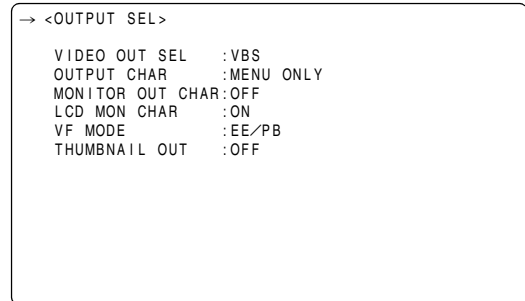 → <OUTPUT SEL>
VIDEO OUT SEL :VBS
OUTPUT CHAR :MENU ONLY
MONITOR OUT CHAR:OFF
LCD MON CHAR :ON
VF MODE :EE/PB
THUMBNAIL OUT :OFF